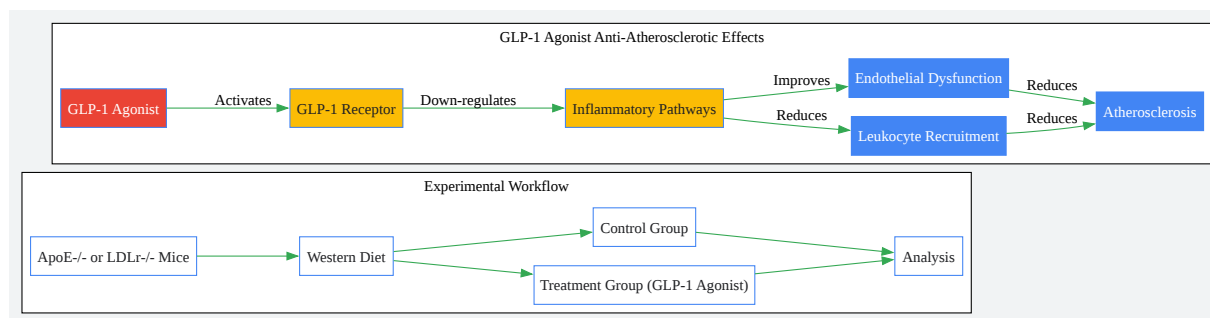 GLP-1 Agonist Anti-Atherosclerotic Effects
GLP-1 Agonist
Activates
GLP-1 Receptor
Down-regulates
Inflammatory Pathways
Improves
Endothelial Dysfunction
Reduces
Reduces
Leukocyte Recruitment
Reduces
Atherosclerosis
Experimental Workflow
ApoE-/- or LDLr-/- Mice
Western Diet
Control Group
Treatment Group (GLP-1 Agonist)
Analysis